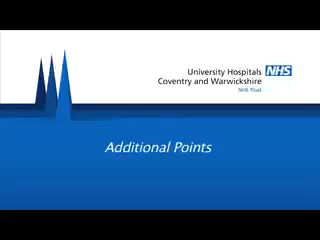 University Hospitals NHS
Coventry and Warwickshire
NHS Trust
Additional Points